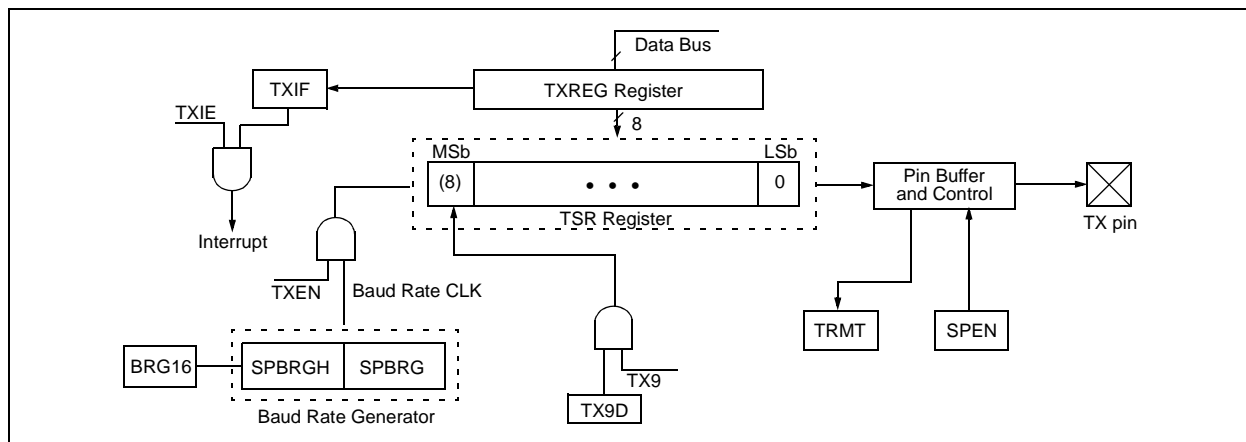 Data Bus
TXIF
TXREG Register
TXIE
8
MSb
LSb
(8)
• • •
0
Pin Buffer
and Control
TSR Register
TX pin
Interrupt
TXEN
Baud Rate CLK
TRMT
SPEN
BRG16
SPBRGH
SPBRG
TX9
TX9D
Baud Rate Generator